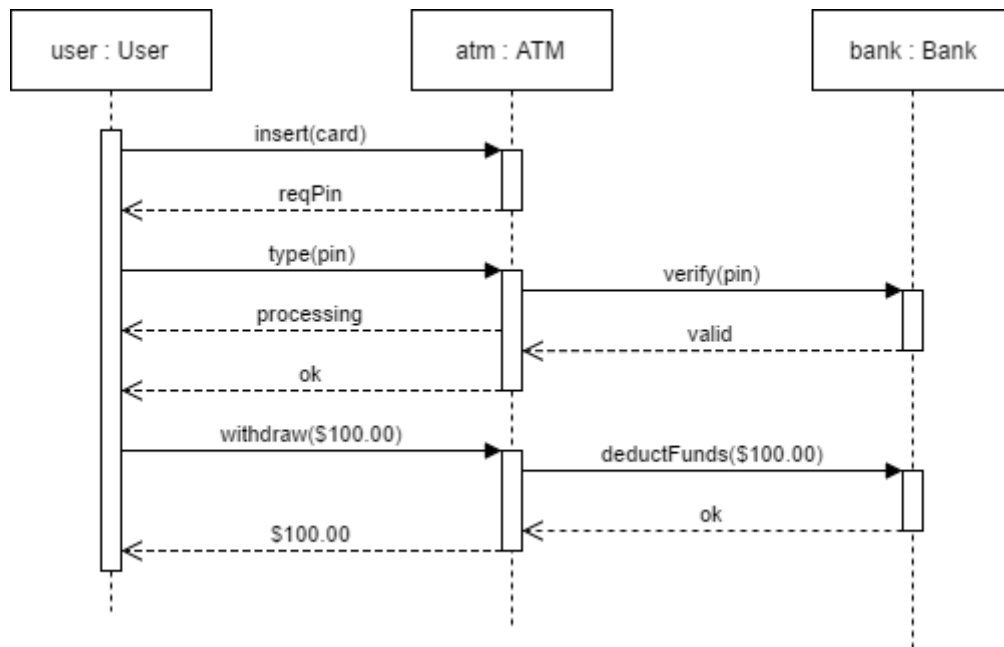 user : User
atm : ATM
bank : Bank
insert(card)
reqPin
type(pin)
verify(pin)
processing
valid
ok
withdraw($100.00)
deductFunds($100.00)
ok
$100.00